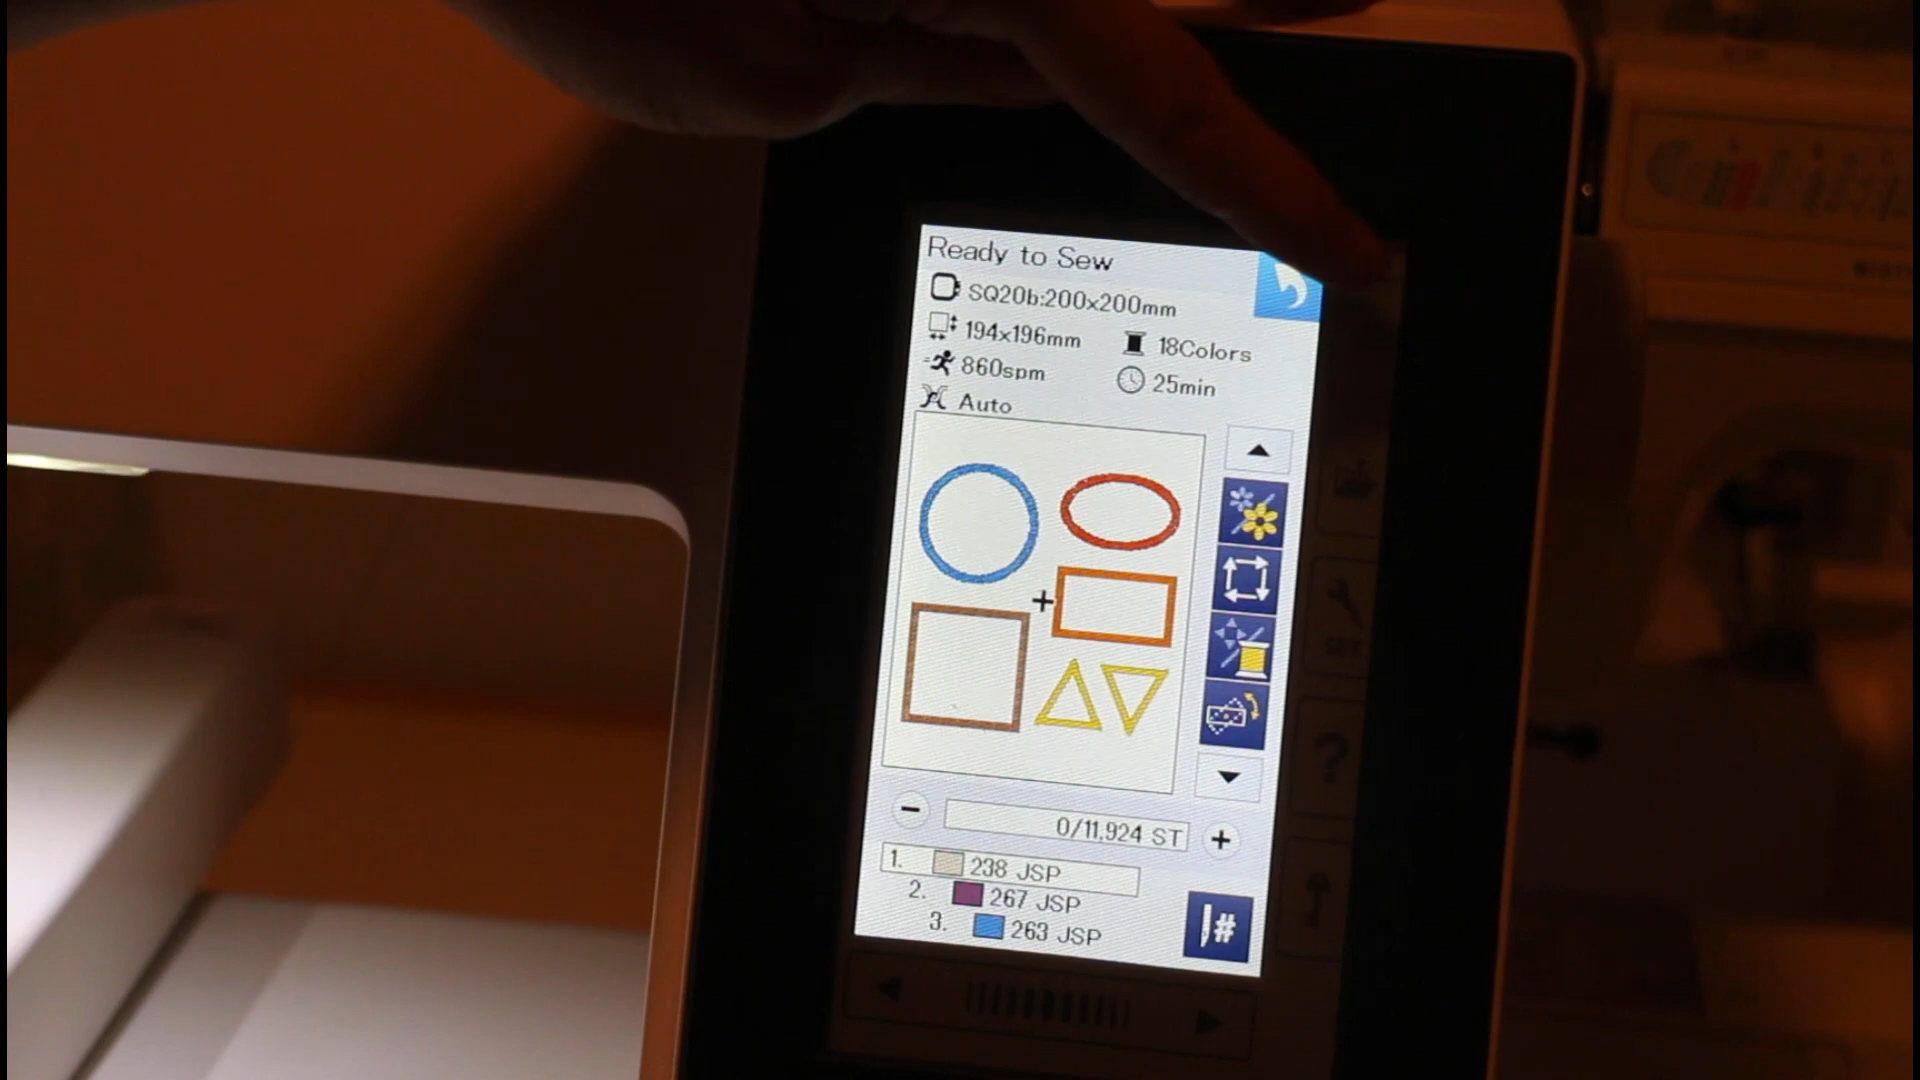 Ready to Sew
SQ20b:200x200mm
194x196mm 18Colors
860spm 25min
Auto
0/11,924 ST
1. 238 JSP
2. 267 JSP
3. 263 JSP
#
SET
?